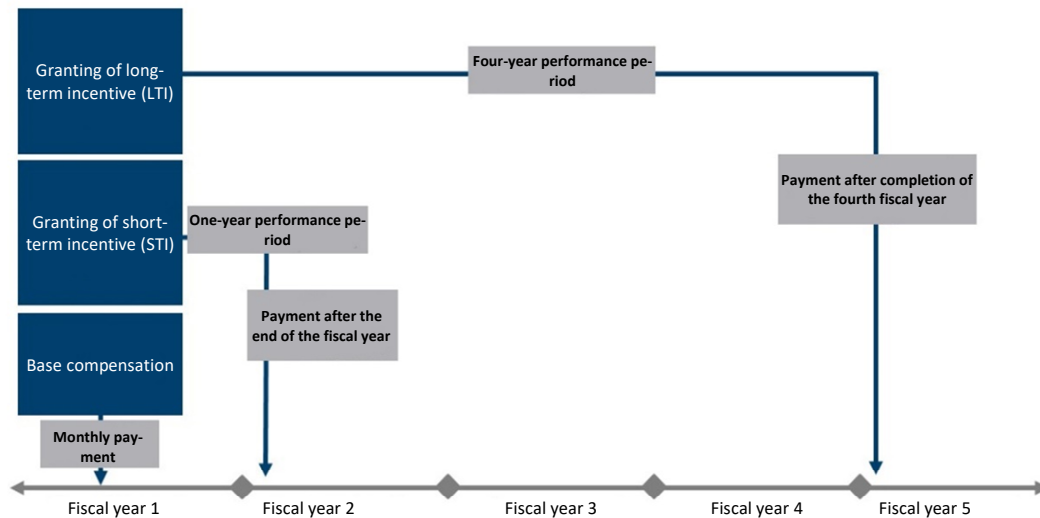 Granting of long-
term incentive (LTI)
Four-year performance pe-
riod
Payment after completion of
the fourth fiscal year
Granting of short-
term incentive (STI)
One-year performance pe-
riod
Payment after the
end of the fiscal year
Base compensation
Monthly pay-
ment
Fiscal year 1
Fiscal year 2
Fiscal year 3
Fiscal year 4
Fiscal year 5